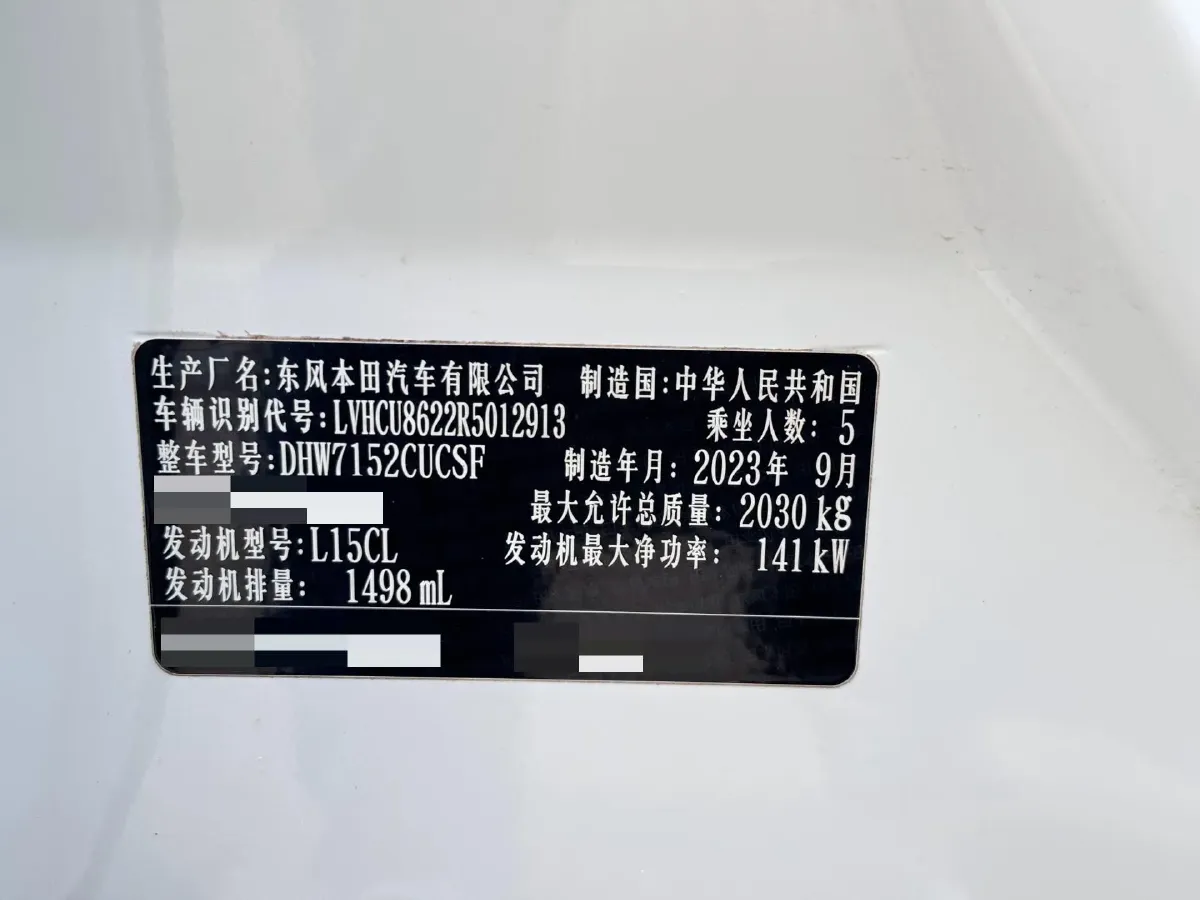 生产厂名:东风本田汽车有限公司 制造国:中华人民共和国
车辆识别代号:LVHCU8622R5012913 乘坐人数: 5
整车型号:DHW7152CUCSF 制造年月: 2023年 9月
最大允许总质量: 2030 kg
发动机型号:L15CL 发动机最大净功率: 141 kW
发动机排量: 1498 mL